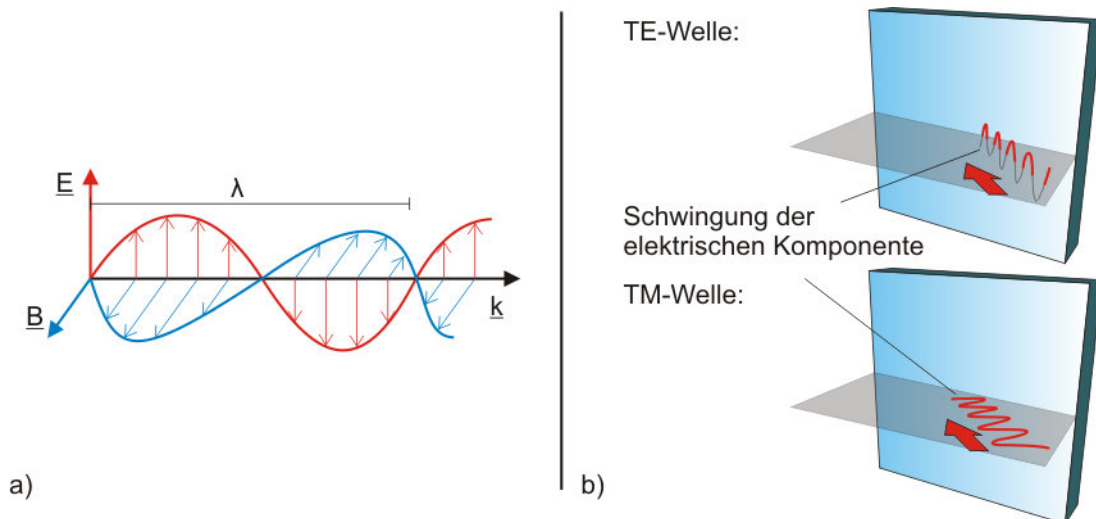 E
λ
B
k
a)
TE-Welle:
Schwingung der
elektrischen Komponente
TM-Welle:
b)